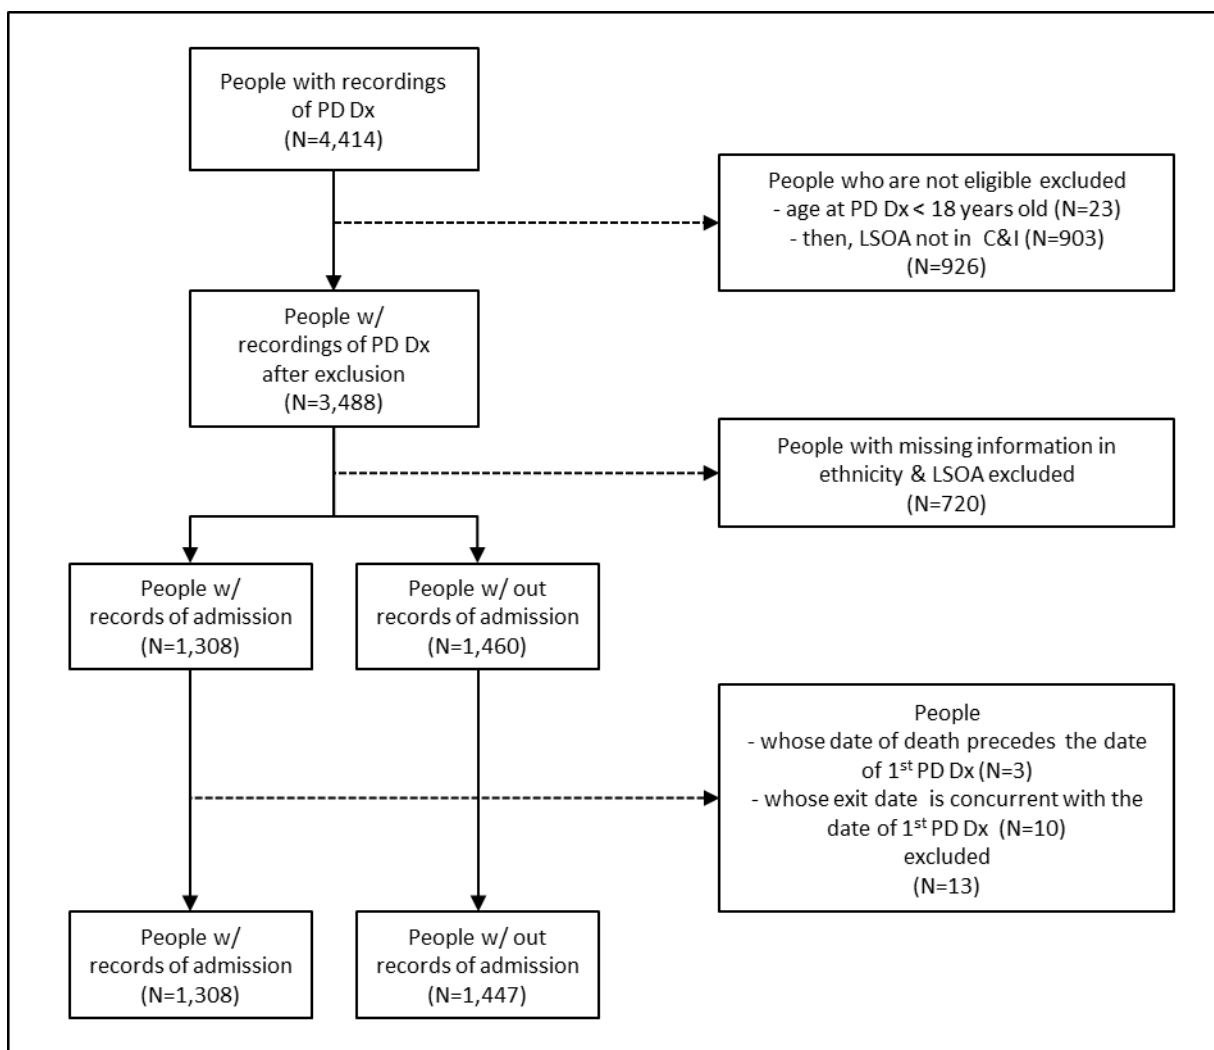 People with recordings
of PD Dx
(N=4,414)
People who are not eligible excluded
- age at PD Dx < 18 years old (N=23)
- then, LSOA not in C&I (N=903)
(N=926)
People w/
recordings of PD Dx
after exclusion
(N=3,488)
People with missing information in
ethnicity & LSOA excluded
(N=720)
People w/
records of admission
(N=1,308)
People w/ out
records of admission
(N=1,460)
People
- whose date of death precedes the date
of 1st PD Dx (N=3)
- whose exit date is concurrent with the
date of 1st PD Dx (N=10)
excluded
(N=13)
People w/
records of admission
(N=1,308)
People w/ out
records of admission
(N=1,447)